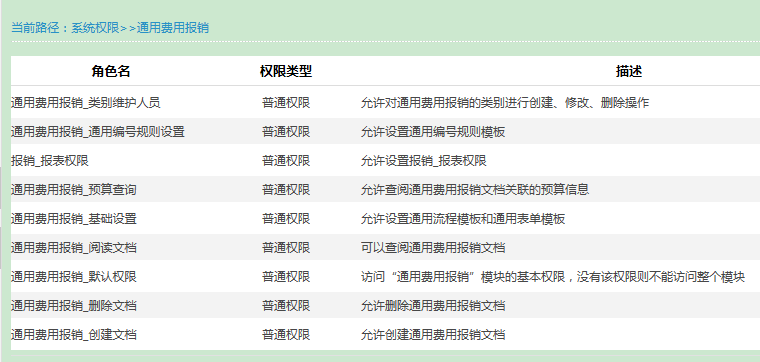 当前路径：系统权限>>通用费用报销
角色名 权限类型 描述
通用费用报销_类别维护人员 普通权限 允许对通用费用报销的类别进行创建、修改、删除操作
通用费用报销_通用编号规则设置 普通权限 允许设置通用编号规则模板
报销_报表权限 普通权限 允许设置报销_报表权限
通用费用报销_预算查询 普通权限 允许查阅通用费用报销文档关联的预算信息
通用费用报销_基础设置 普通权限 允许设置通用流程模板和通用表单模板
通用费用报销_阅读文档 普通权限 可以查阅通用费用报销文档
通用费用报销_默认权限 普通权限 访问“通用费用报销”模块的基本权限，没有该权限则不能访问整个模块
通用费用报销_删除文档 普通权限 允许删除通用费用报销文档
通用费用报销_创建文档 普通权限 允许创建通用费用报销文档